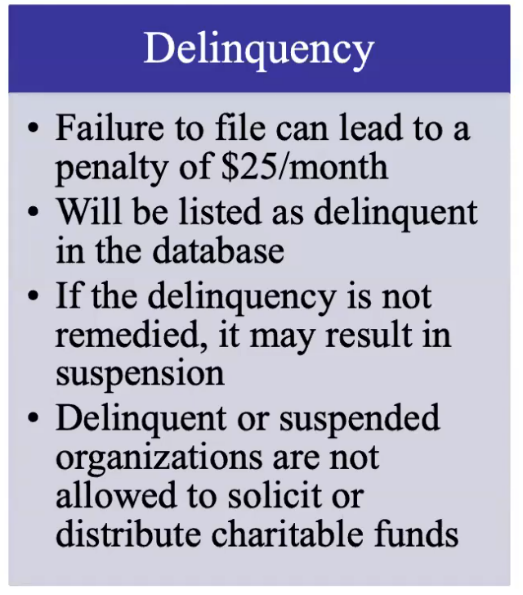 Delinquency
• Failure to file can lead to a
penalty of $25/month
• Will be listed as delinquent
in the database
• If the delinquency is not
remedied, it may result in
suspension
• Delinquent or suspended
organizations are not
allowed to solicit or
distribute charitable funds